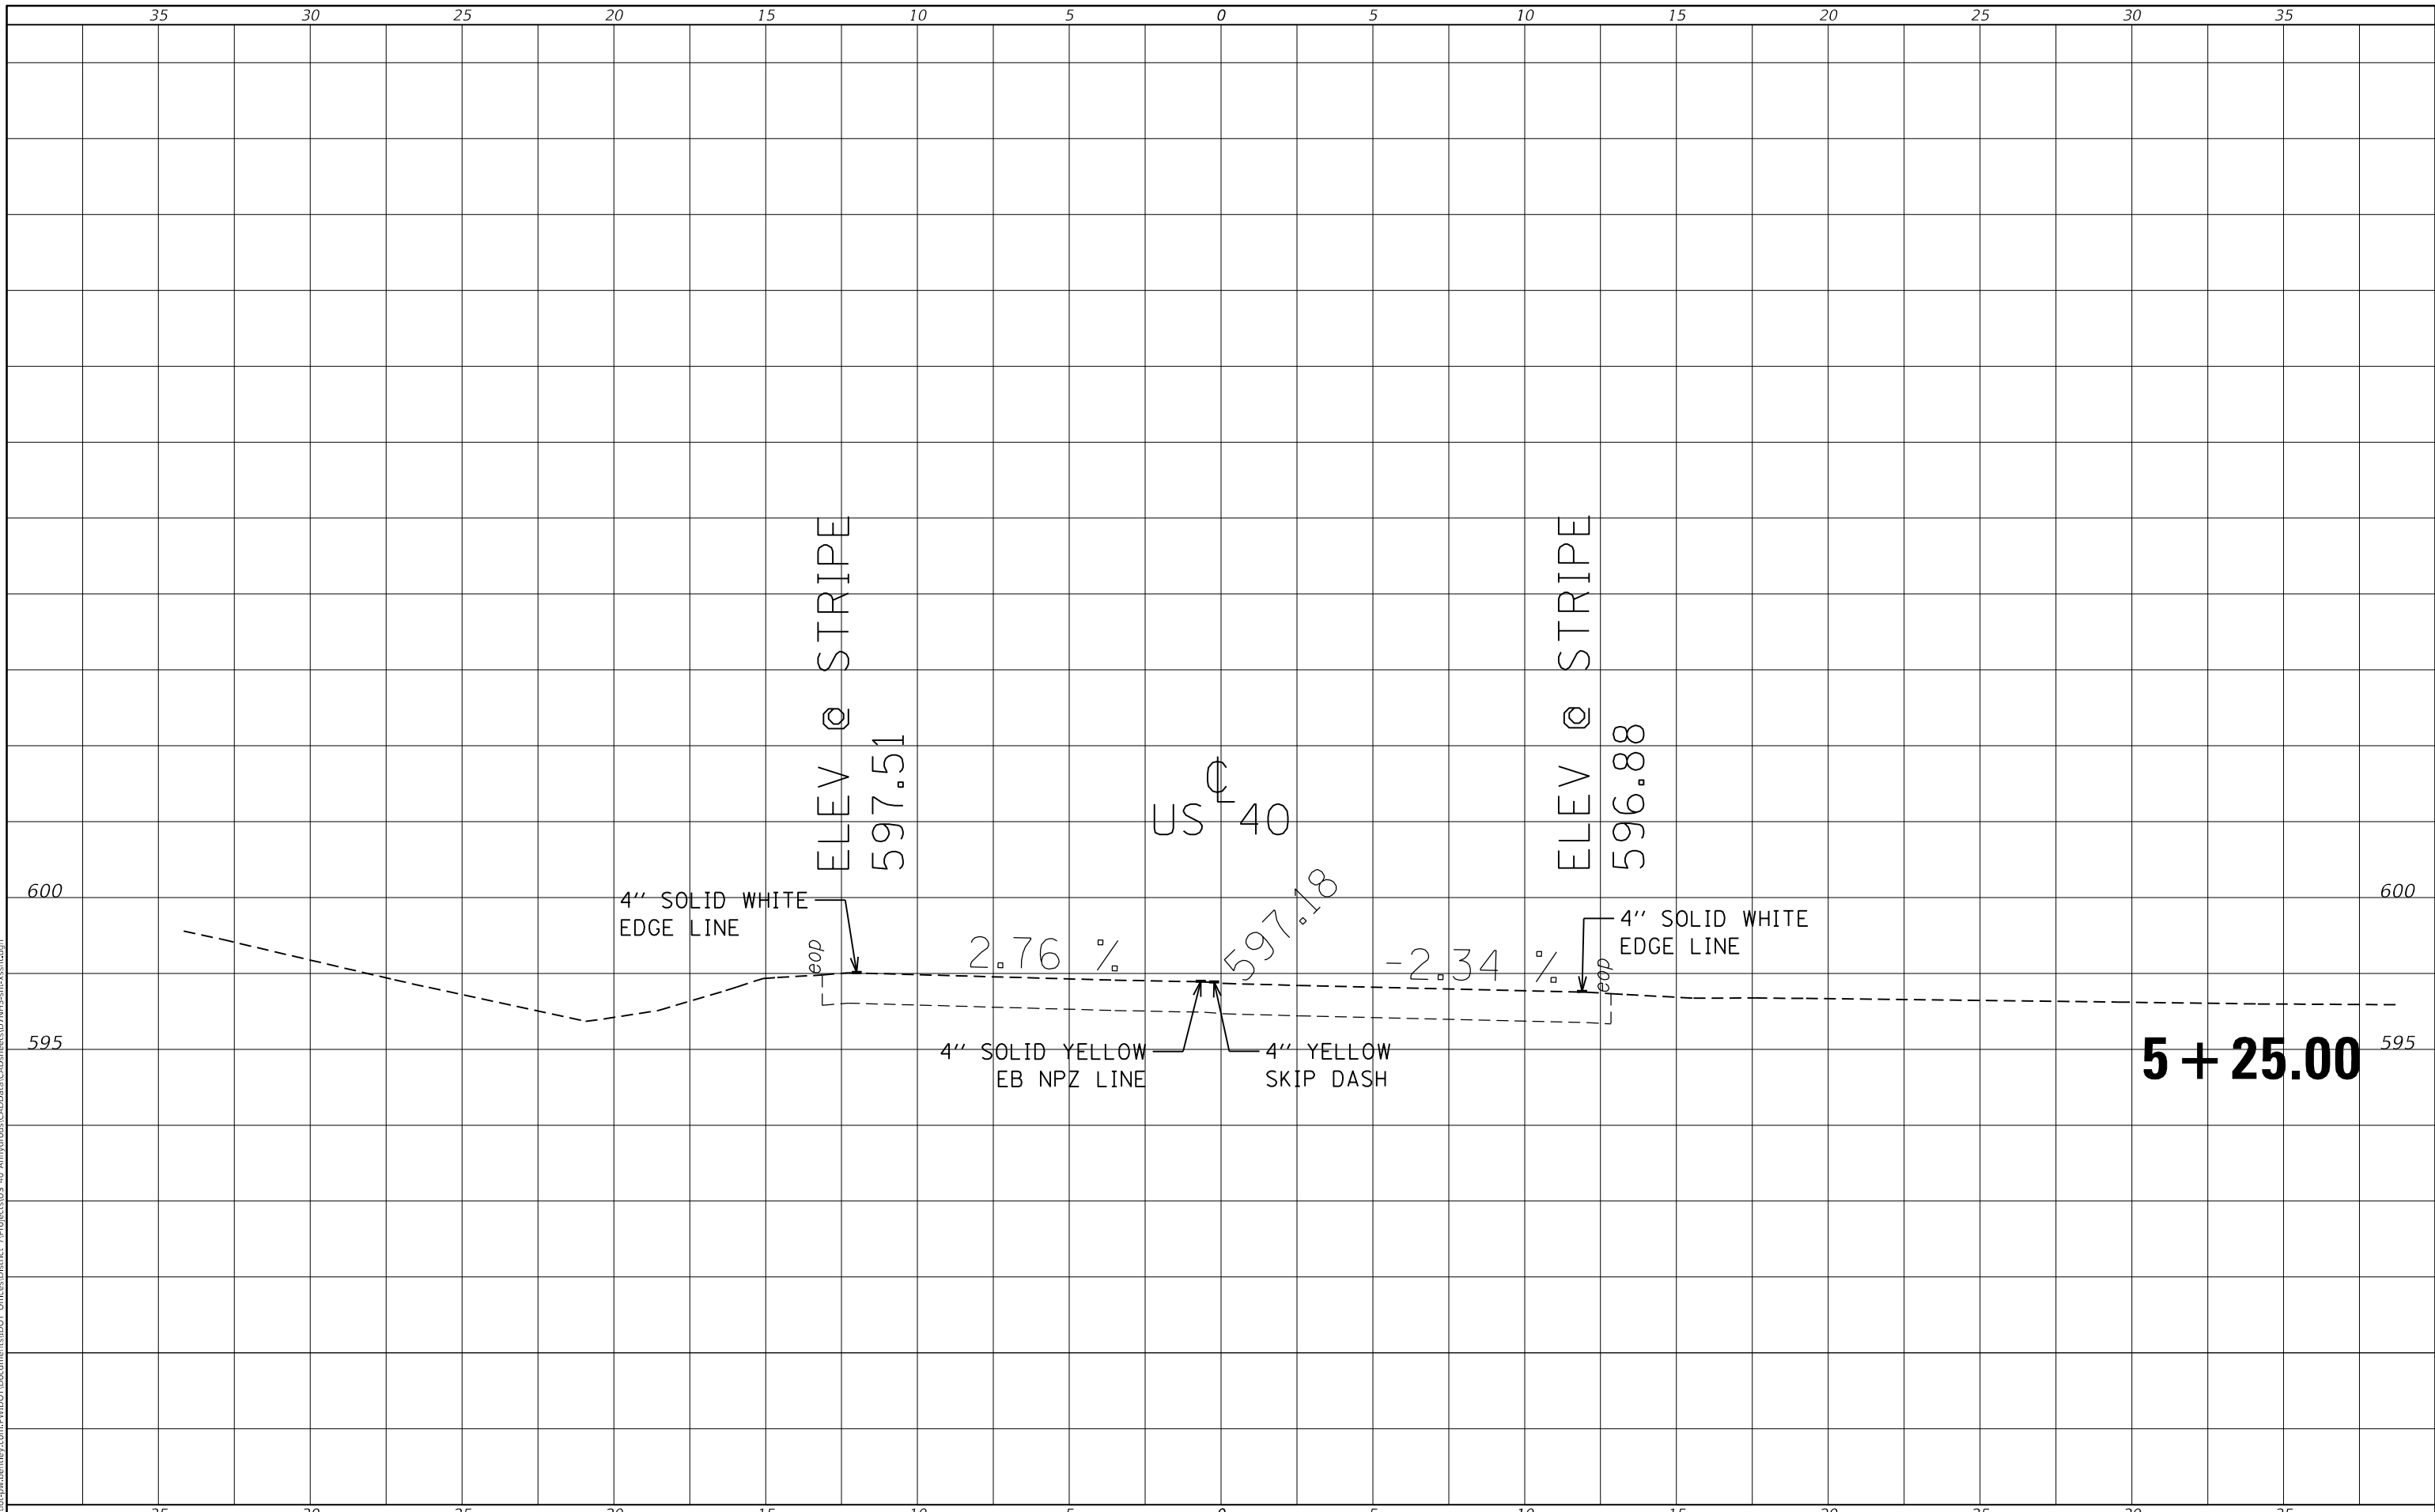 35 30 25 20 15 10 5 0 5 10 15 20 25 30 35
ELEV @ STRIPE
597.51
℄
US 40
ELEV @ STRIPE
596.88
600
600
4" SOLID WHITE
EDGE LINE
eop
2.76 %
597.18
-2.34 %
eop
4" SOLID WHITE
EDGE LINE
595
595
4" SOLID YELLOW
EB NPZ LINE
4" YELLOW
SKIP DASH
5+25.00